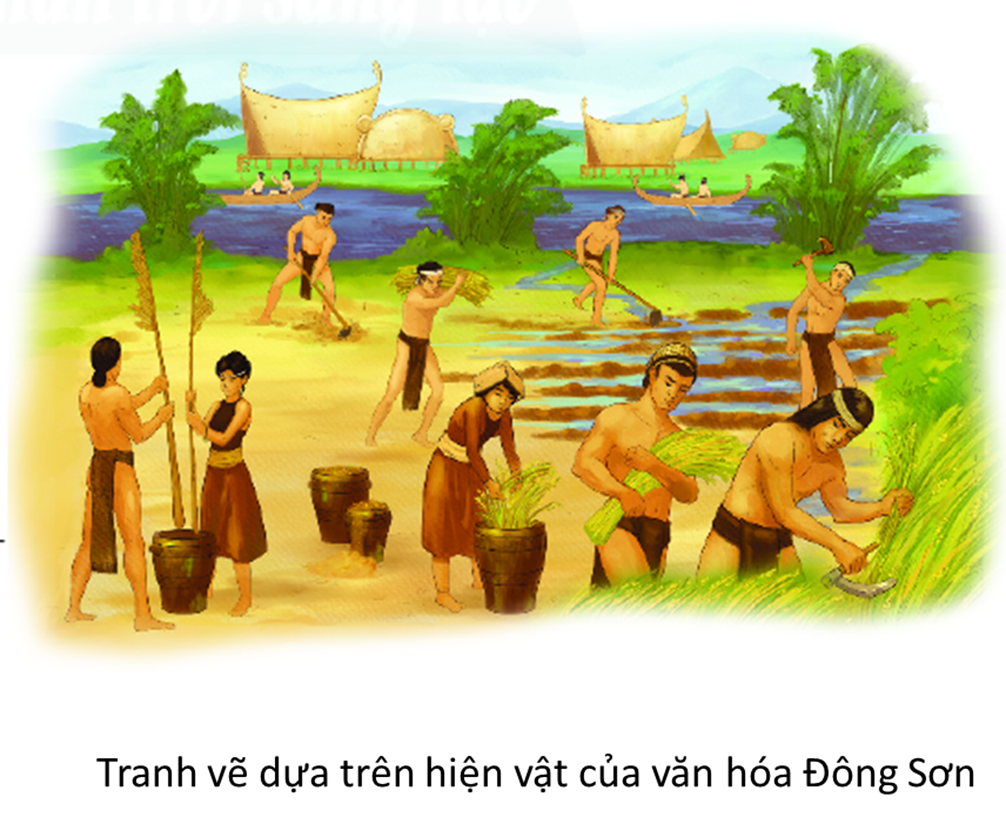 Tranh vẽ dựa trên hiện vật của văn hóa Đông Sơn